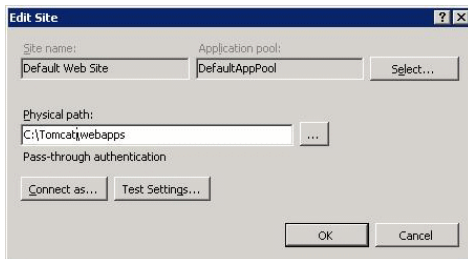 Edit Site
Site name:
Application pool:
Default Web Site
DefaultAppPool
Select...
Physical path:
C:\Tomcat\webapps
...
Pass-through authentication
Connect as...
Test Settings...
OK
Cancel